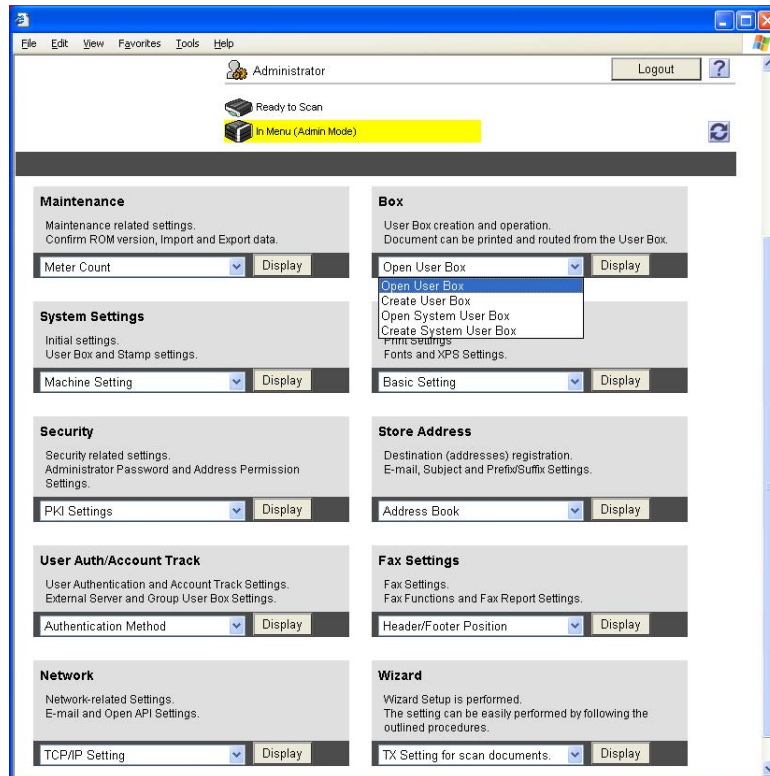 File Edit View Favorites Tools Help
Administrator
Logout
?
Ready to Scan
In Menu (Admin Mode)
Maintenance
Maintenance related settings.
Confirm ROM version, Import and Export data.
Meter Count
Display
Box
User Box creation and operation.
Document can be printed and routed from the User Box.
Open User Box
Display
Open User Box
Create User Box
Open System User Box
Create System User Box
System Settings
Initial settings.
User Box and Stamp settings.
Machine Setting
Display
Print Settings
Fonts and XPS Settings.
Basic Setting
Display
Security
Security related settings.
Administrator Password and Address Permission
Settings.
PKI Settings
Display
Store Address
Destination (addresses) registration.
E-mail, Subject and Prefix/Suffix Settings.
Address Book
Display
User Auth/Account Track
User Authentication and Account Track Settings.
External Server and Group User Box Settings.
Authentication Method
Display
Fax Settings
Fax Settings.
Fax Functions and Fax Report Settings.
Header/Footer Position
Display
Network
Network-related Settings.
E-mail and Open API Settings.
TCP/IP Setting
Display
Wizard
Wizard Setup is performed.
The setting can be easily performed by following the
outlined procedures.
TX Setting for scan documents.
Display